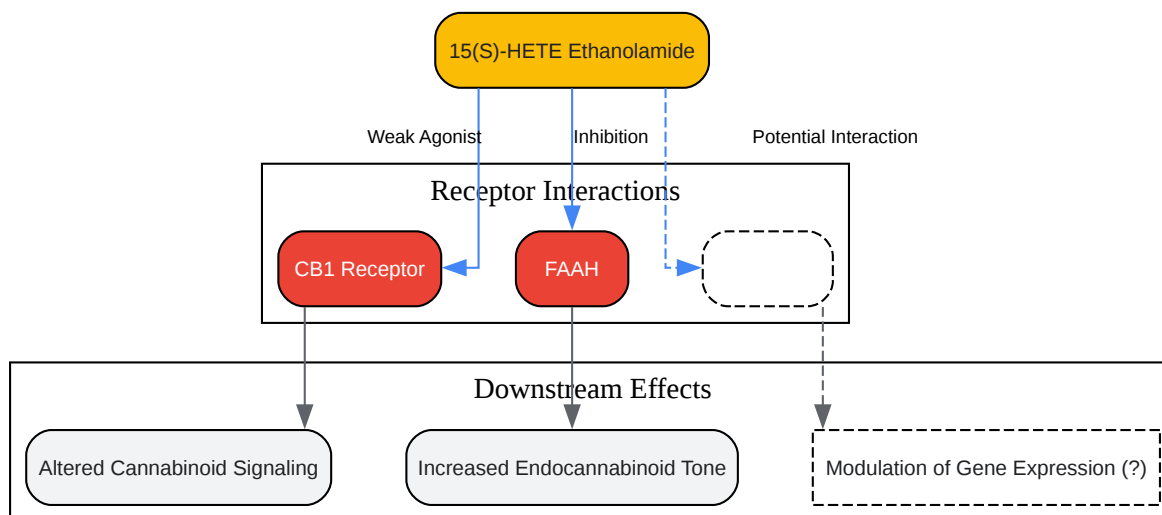 15(S)-HETE Ethanolamide
Weak Agonist
Inhibition
Potential Interaction
Receptor Interactions
CB1 Receptor
FAAH
Downstream Effects
Altered Cannabinoid Signaling
Increased Endocannabinoid Tone
Modulation of Gene Expression (?)